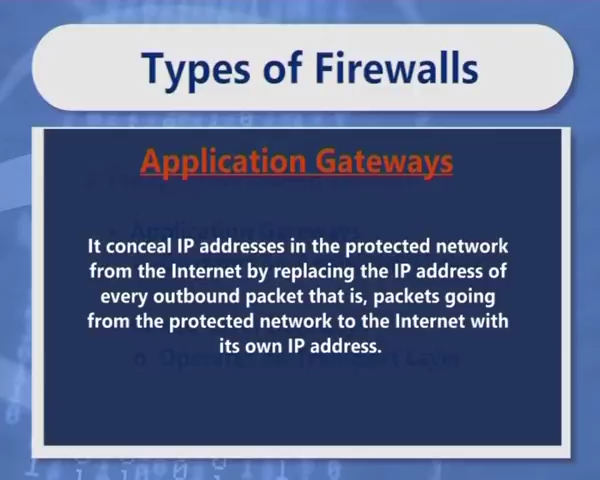 Types of Firewalls
Application Gateways
It conceal IP addresses in the protected network
from the Internet by replacing the IP address of
every outbound packet that is, packets going
from the protected network to the Internet with
its own IP address.